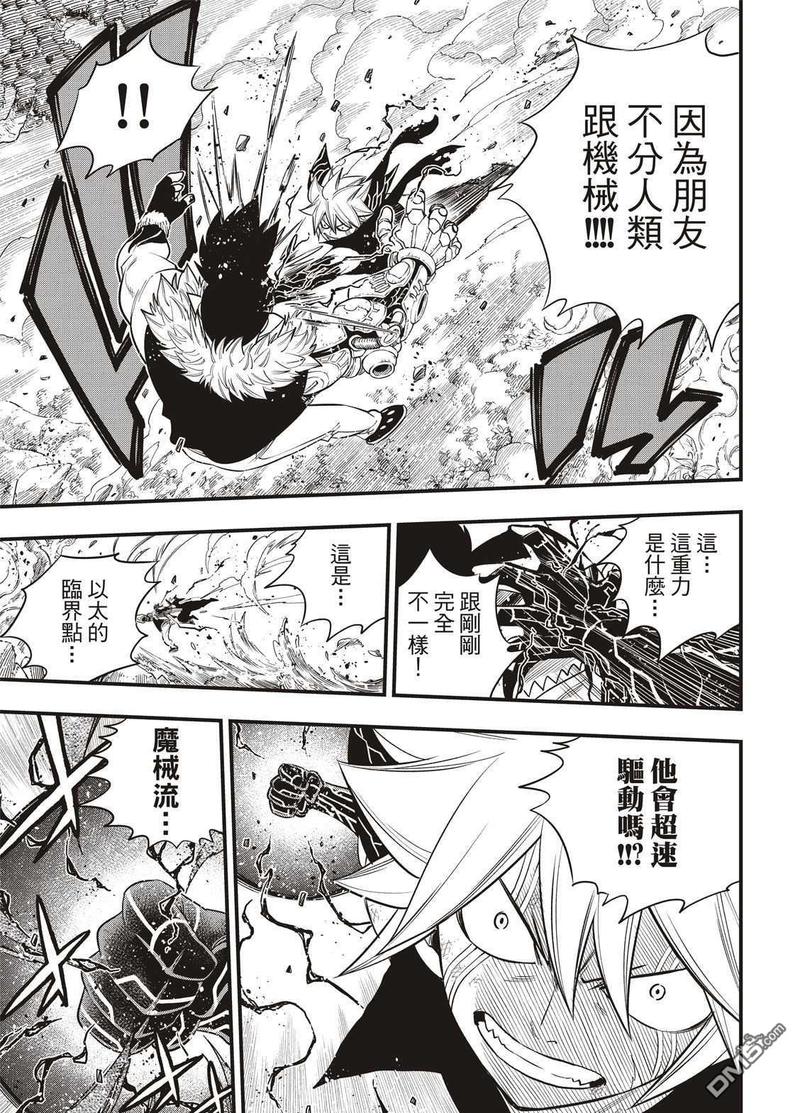 因為朋友
不分人類
跟機械!!!!
!!
這…
這重力
是什麼…
跟剛剛
完全
不一樣!
這是…
以太的
臨界點…
他會超速
驅動嗎!!?
魔械流…
DM5.com